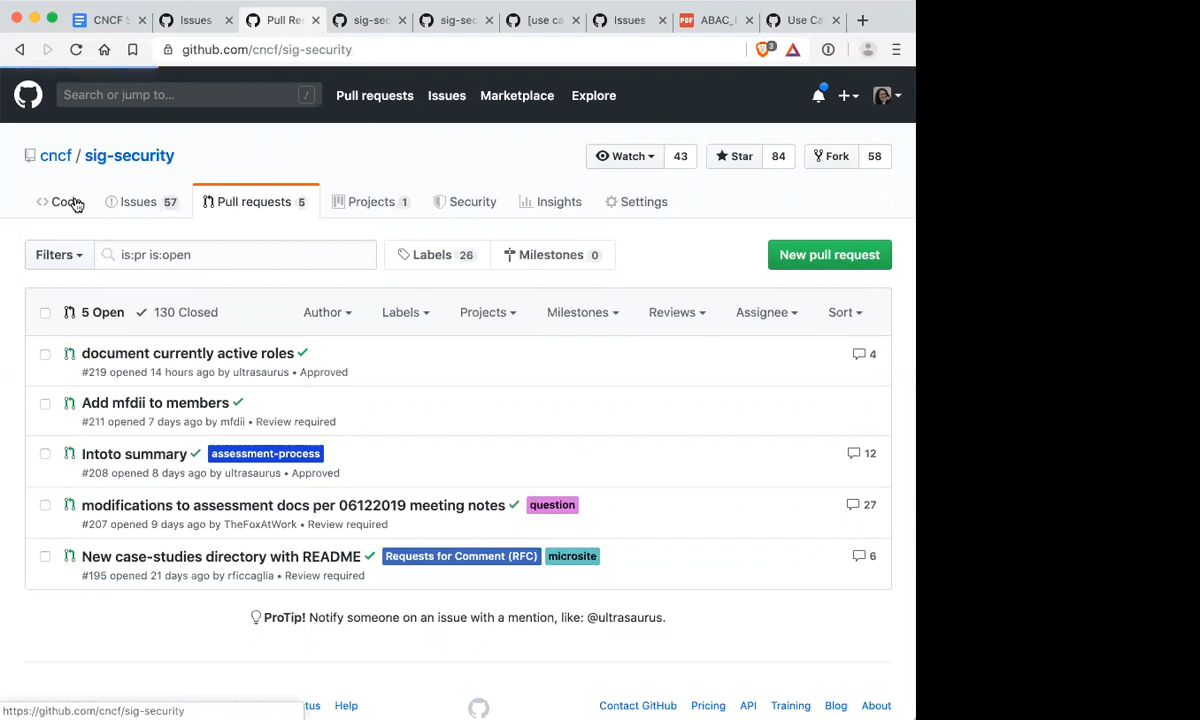 CNCF S
Issues
Pull Re
sig-sec
sig-sec
[use ca
Issues
PDF ABAC_
Use Ca
github.com/cncf/sig-security
3
Search or jump to...
/
Pull requests
Issues
Marketplace
Explore
cncf / sig-security
Watch 43
Star 84
Fork 58
Code
Issues 57
Pull requests 5
Projects 1
Security
Insights
Settings
Filters
is:pr is:open
Labels 26
Milestones 0
New pull request
5 Open
130 Closed
Author
Labels
Projects
Milestones
Reviews
Assignee
Sort
document currently active roles
4
#219 opened 14 hours ago by ultrasaurus • Approved
Add mfdii to members
#211 opened 7 days ago by mfdii • Review required
Intoto summary assessment-process
12
#208 opened 8 days ago by ultrasaurus • Approved
modifications to assessment docs per 06122019 meeting notes question
27
#207 opened 9 days ago by TheFoxAtWork • Review required
New case-studies directory with README Requests for Comment (RFC) microsite
6
#195 opened 21 days ago by rficcaglia • Review required
ProTip! Notify someone on an issue with a mention, like: @ultrasaurus.
tus
Help
Contact GitHub
Pricing
API
Training
Blog
About
https://github.com/cncf/sig-security